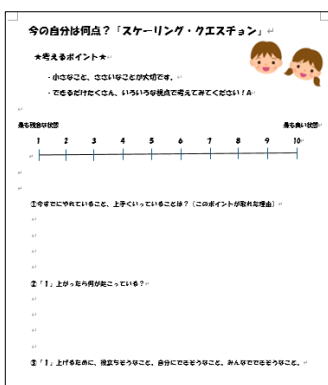 今の自分は何点？「スケーリング・クエスチョン」
★考えるポイント★
・小さなこと、ささいなことが大切です。
・できるだけたくさん、いろいろな視点で考えてみてください！A
最も残念な状態 最も良い状態
1 2 3 4 5 6 7 8 9 10
①今すでにやれていること、上手くいっていることは？（このポイントが取れた理由）
②「１」上がったら何が起こっている？
③「１」上げるために、役立ちそうなこと、自分にできそうなこと、みんなでできそうなこと、